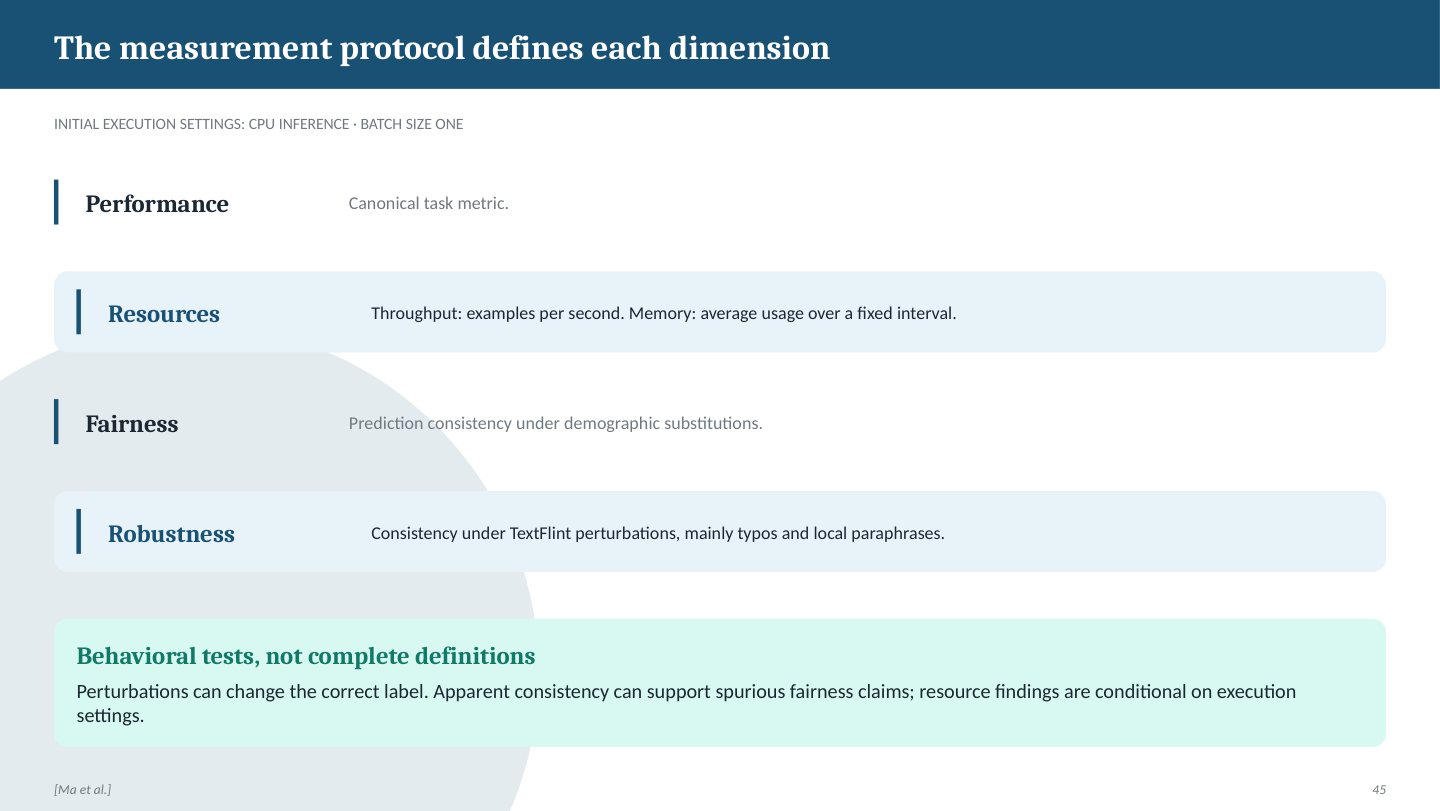 The measurement protocol defines each dimension
INITIAL EXECUTION SETTINGS: CPU INFERENCE · BATCH SIZE ONE
Performance
Canonical task metric.
Resources
Throughput: examples per second. Memory: average usage over a fixed interval.
Fairness
Prediction consistency under demographic substitutions.
Robustness
Consistency under TextFlint perturbations, mainly typos and local paraphrases.
Behavioral tests, not complete definitions
Perturbations can change the correct label. Apparent consistency can support spurious fairness claims; resource findings are conditional on execution
settings.
[Ma et al.]
45